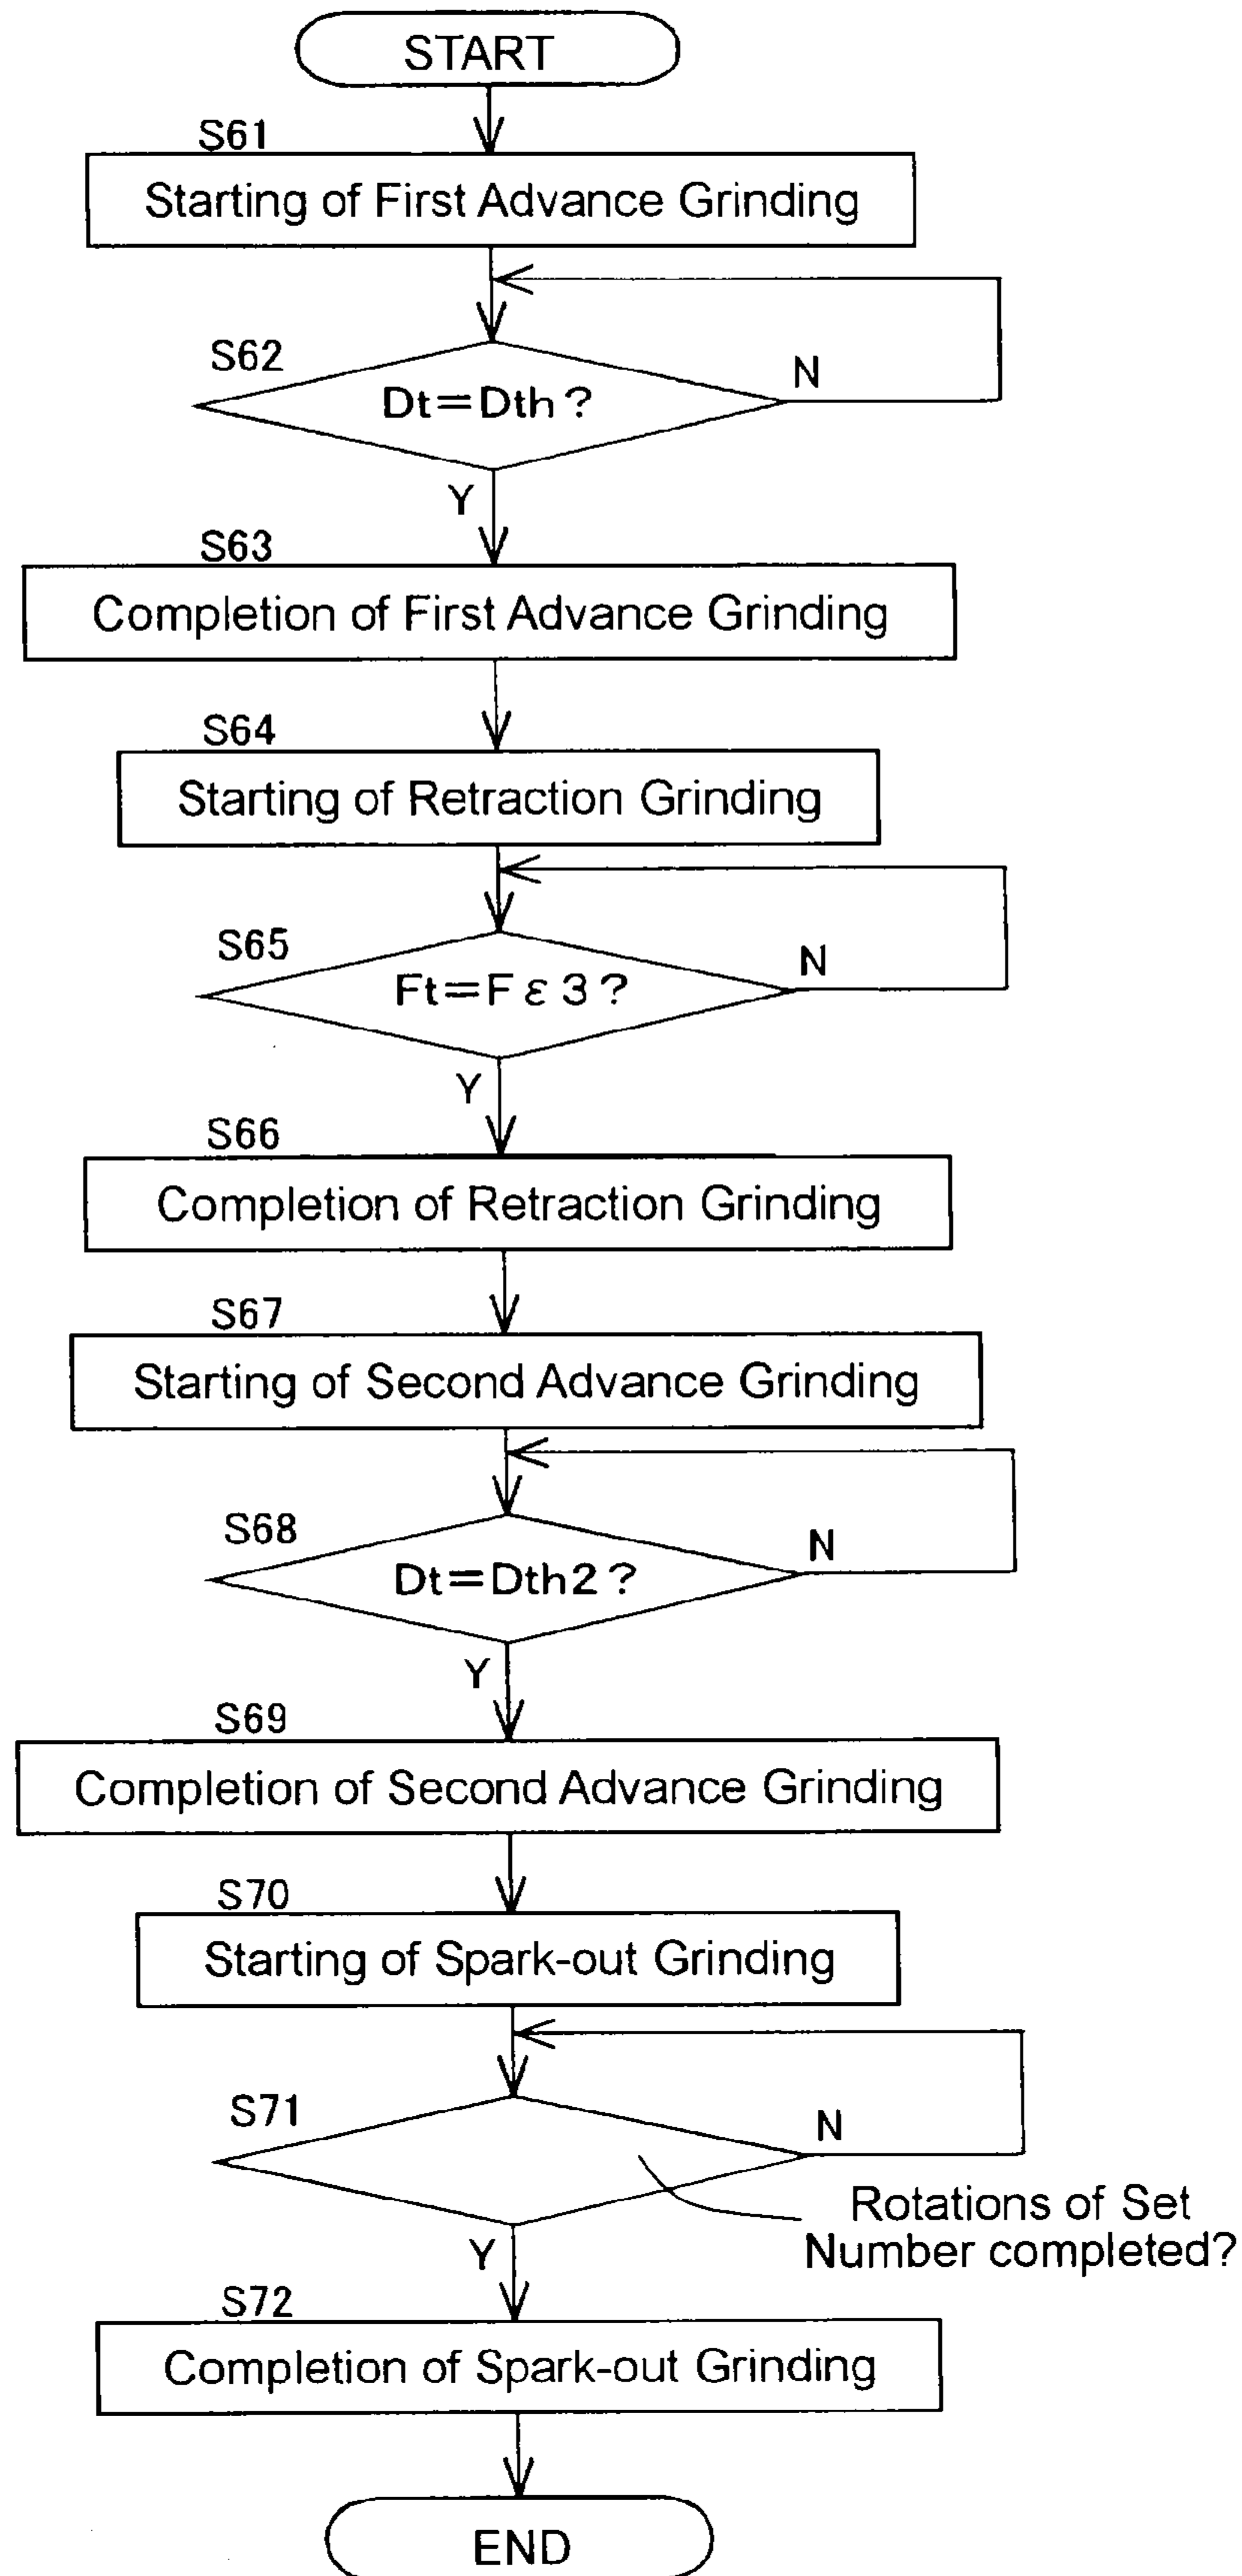 START
S61
Starting of First Advance Grinding
S62
Dt=Dth?
N
Y
S63
Completion of First Advance Grinding
S64
Starting of Retraction Grinding
S65
Ft=Fε3?
N
Y
S66
Completion of Retraction Grinding
S67
Starting of Second Advance Grinding
S68
Dt=Dth2?
N
Y
S69
Completion of Second Advance Grinding
S70
Starting of Spark-out Grinding
S71
N
Rotations of Set
Number completed?
Y
S72
Completion of Spark-out Grinding
END